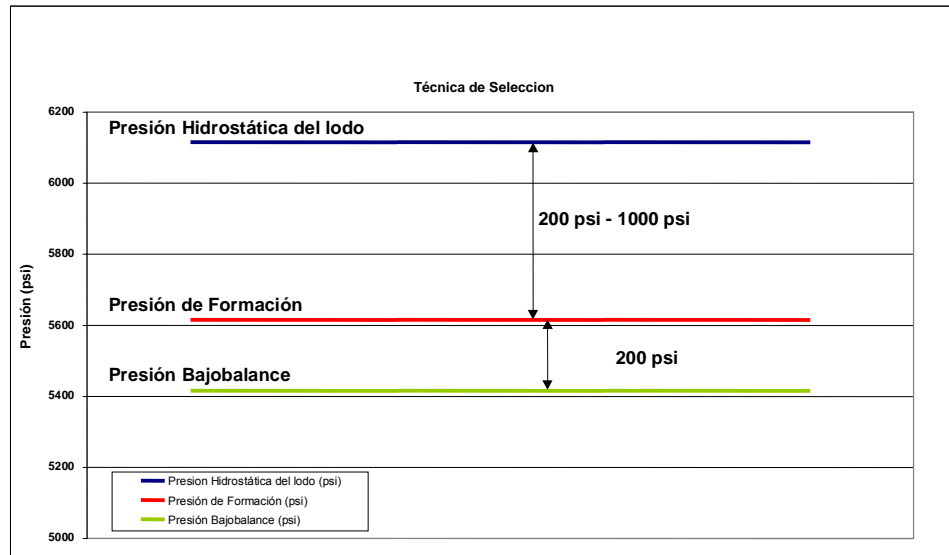 Técnica de Seleccion
6200
Presión Hidrostática del lodo
6000
200 psi - 1000 psi
5800
Presión de Formación
5600
200 psi
Presión Bajobalance
5400
5200
5000
Presión (psi)
Presion Hidrostática del lodo (psi)
Presión de Formación (psi)
Presión Bajobalance (psi)